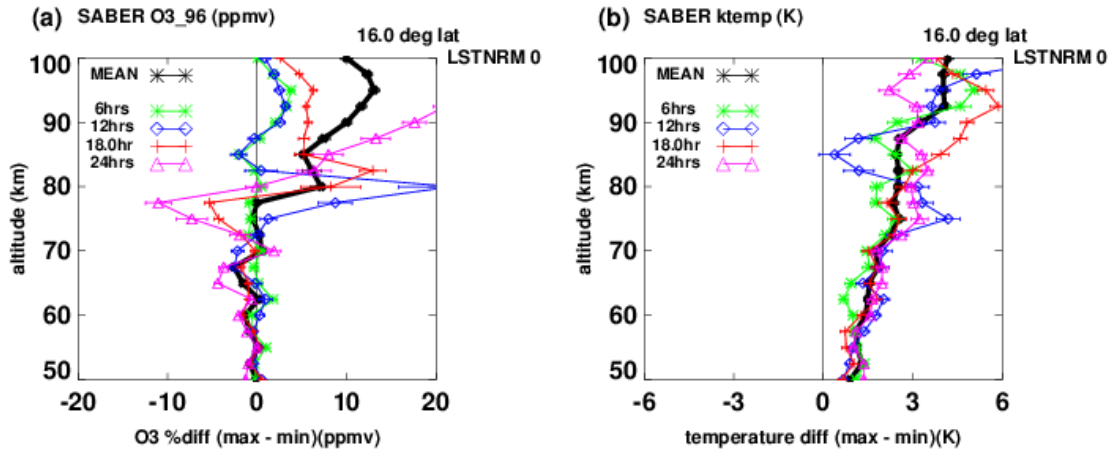 (a) SABER O3_96 (ppmv)
16.0 deg lat
LSTNRM 0
MEAN
6hrs
12hrs
18.0hr
24hrs
100
90
80
70
60
50
altitude (km)
-20 -10 0 10 20
O3 %diff (max - min)(ppmv)
(b) SABER ktemp (K)
16.0 deg lat
LSTNRM 0
MEAN
6hrs
12hrs
18.0hr
24hrs
100
90
80
70
60
50
altitude (km)
-6 -3 0 3 6
temperature diff (max - min)(K)